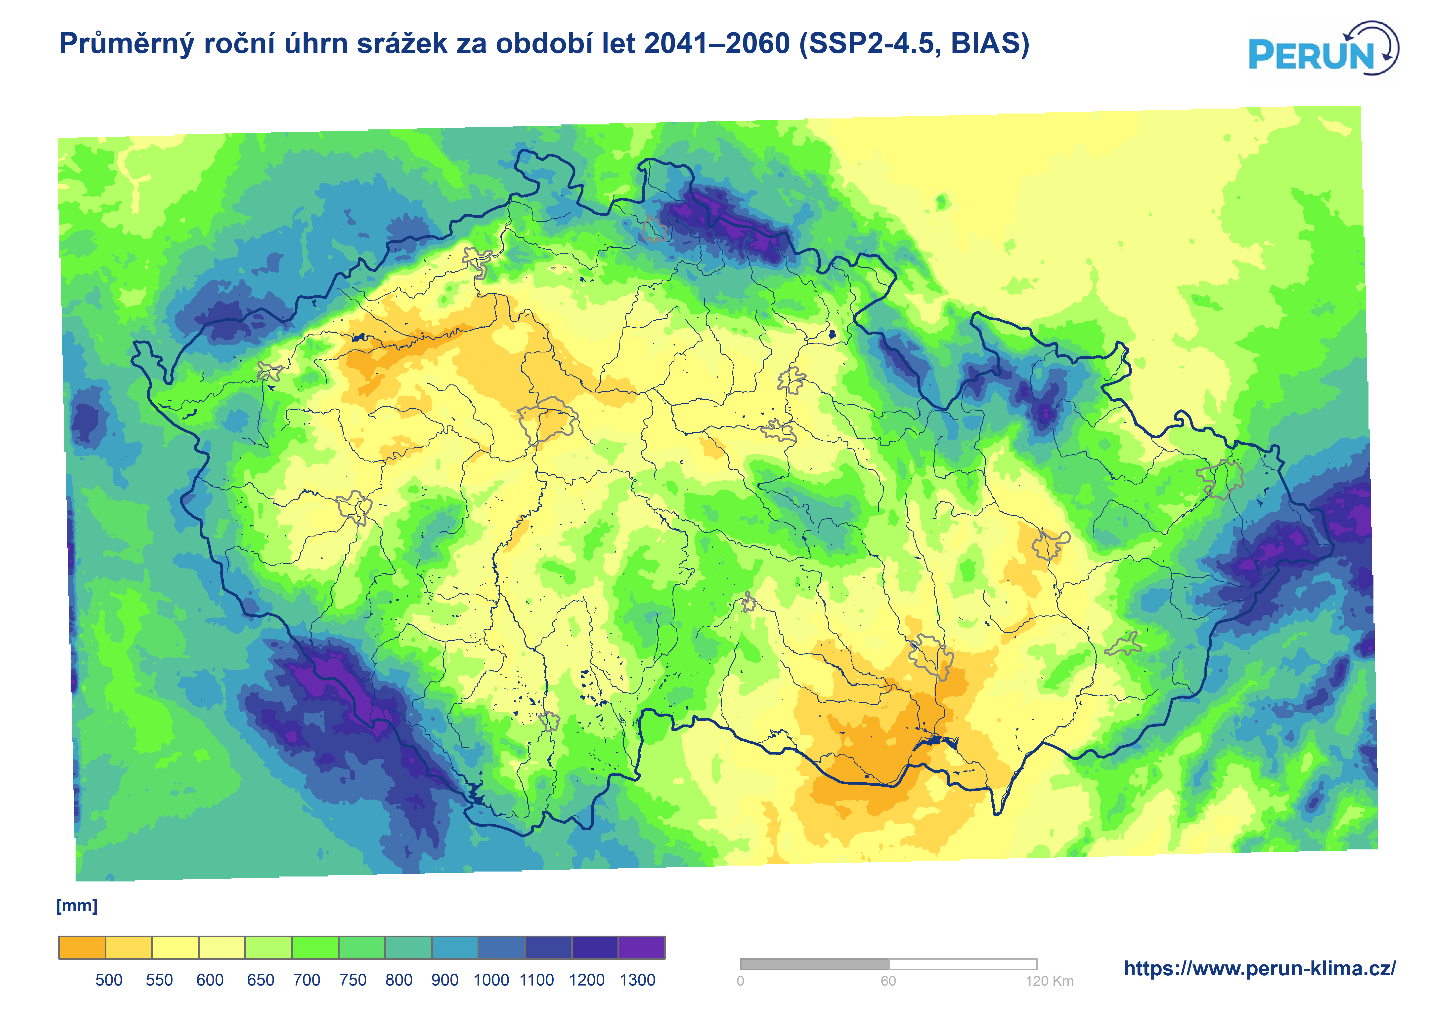 Průměrný roční úhrn srážek za období let 2041–2060 (SSP2-4.5, BIAS)
PERUN
[mm]
500 550 600 650 700 750 800 900 1000 1100 1200 1300
0 60 120 Km
https://www.perun-klima.cz/